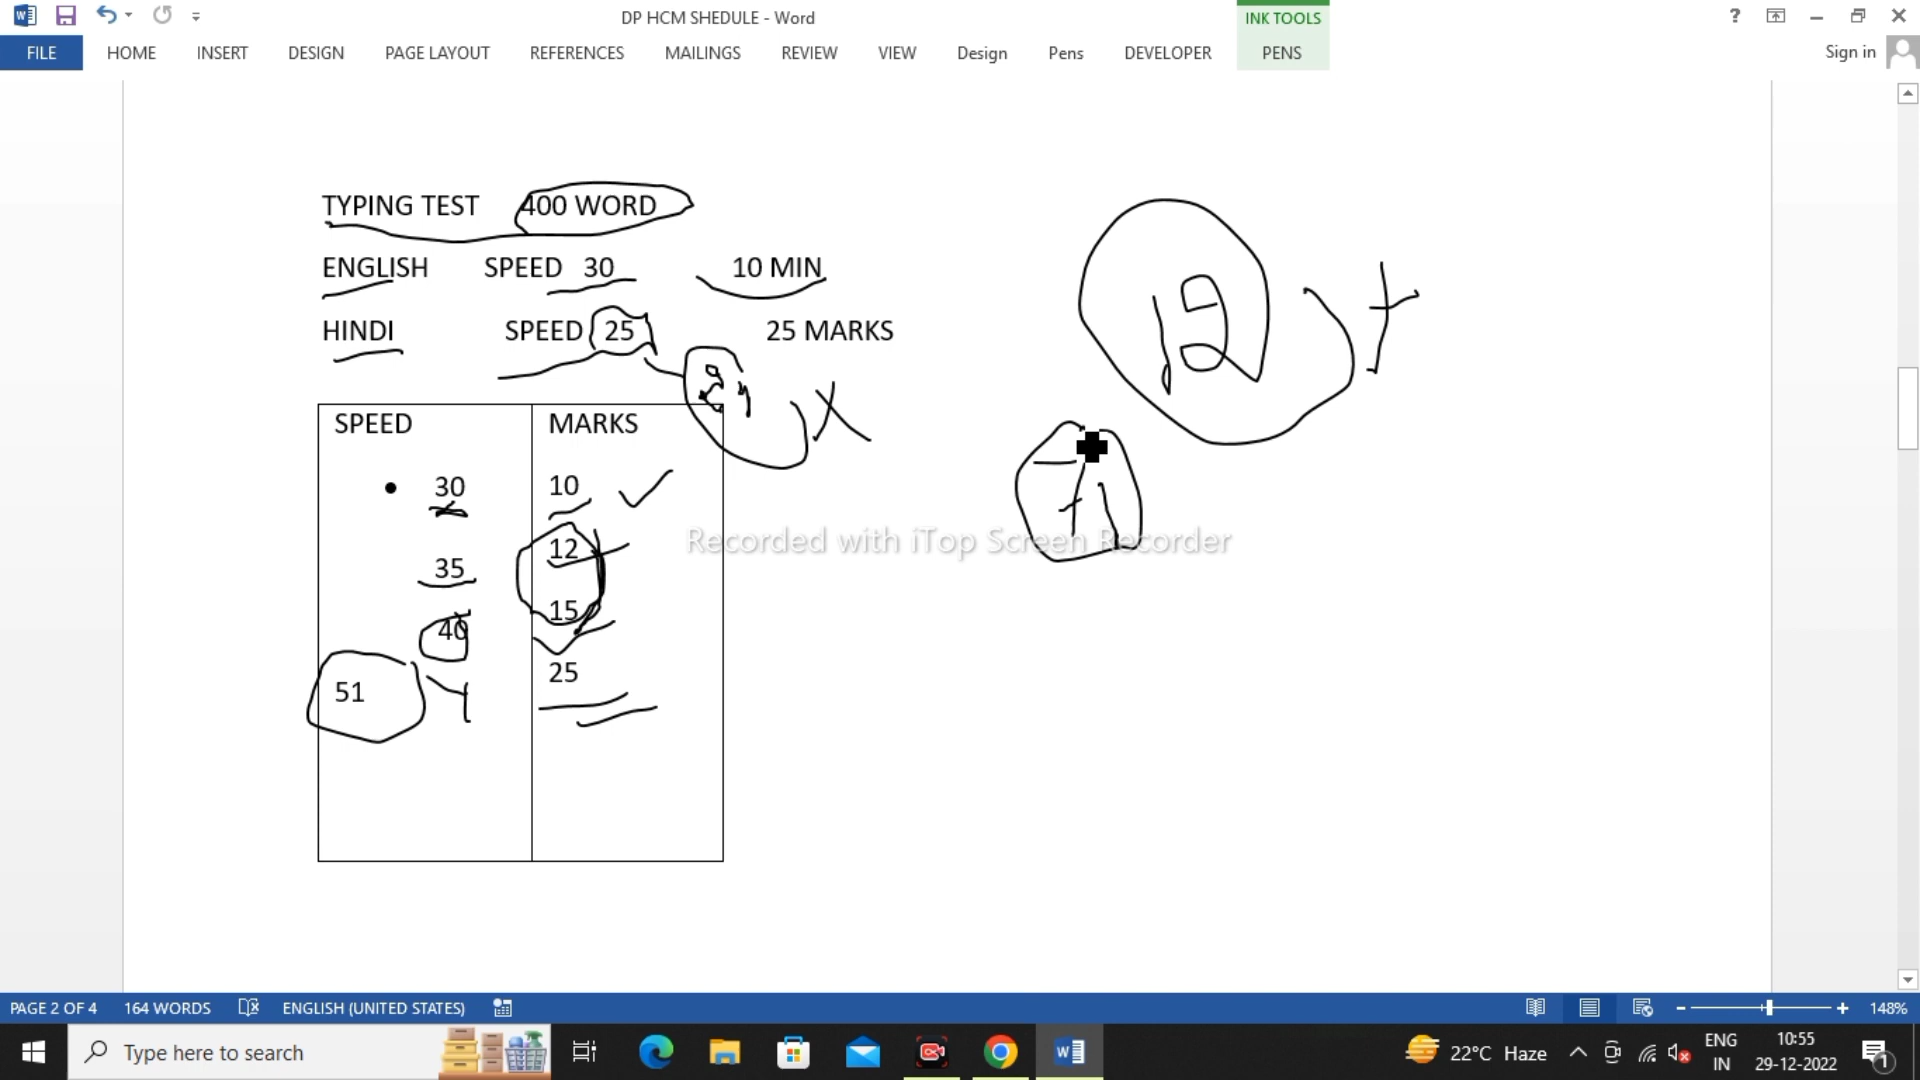 DP HCM SHEDULE - Word
INK TOOLS
FILE HOME INSERT DESIGN PAGE LAYOUT REFERENCES MAILINGS REVIEW VIEW Design Pens DEVELOPER PENS
Sign in
TYPING TEST 400 WORD
ENGLISH SPEED 30 10 MIN
HINDI SPEED 25 25 MARKS
SPEED MARKS
30 10
35 12
40 15
51 25
12
Recorded with iTop Screen Recorder
PAGE 2 OF 4 164 WORDS ENGLISH (UNITED STATES) 148%
Type here to search
22°C Haze
ENG
IN
10:55
29-12-2022
1